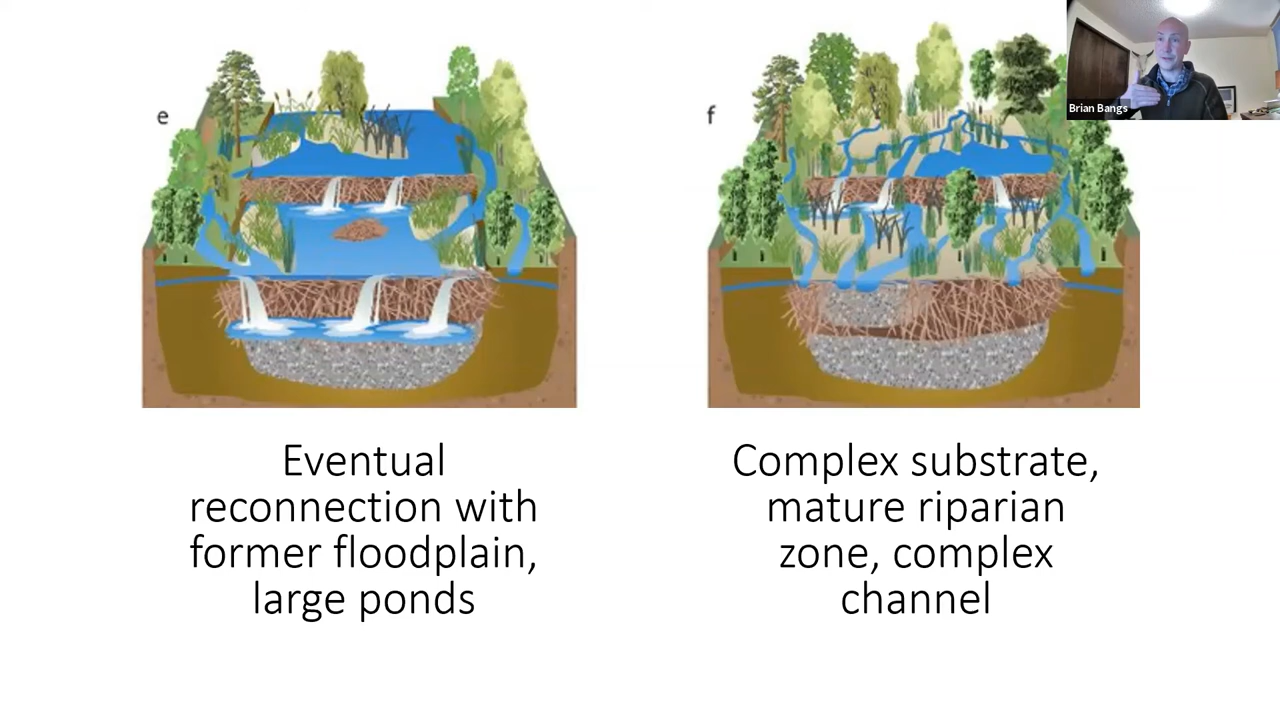 e
f
Brian Bangs
Eventual
reconnection with
former floodplain,
large ponds
Complex substrate,
mature riparian
zone, complex
channel